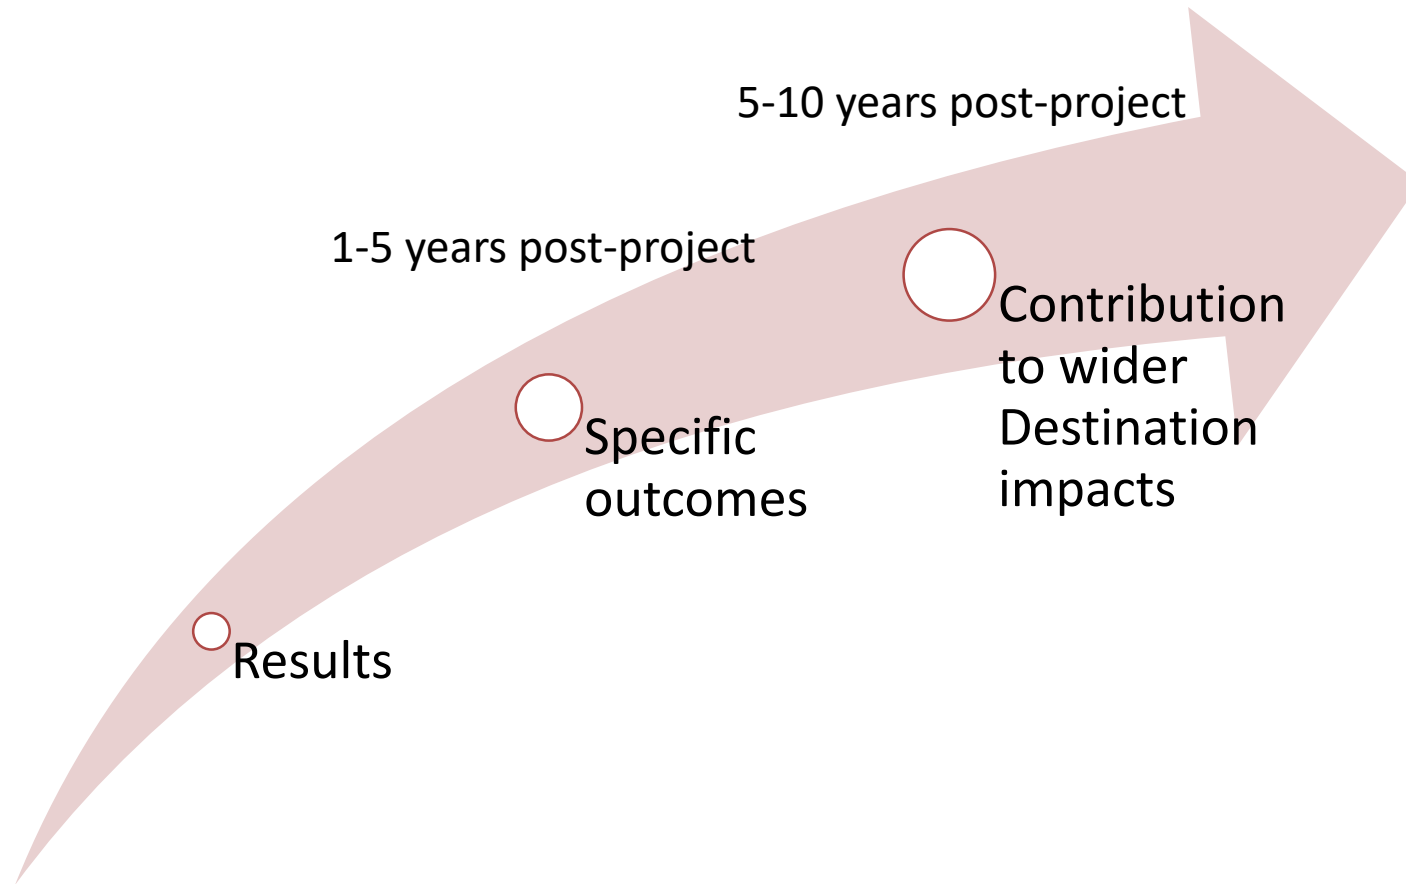 5-10 years post-project
1-5 years post-project
Contribution
to wider
Destination
impacts
Specific
outcomes
Results